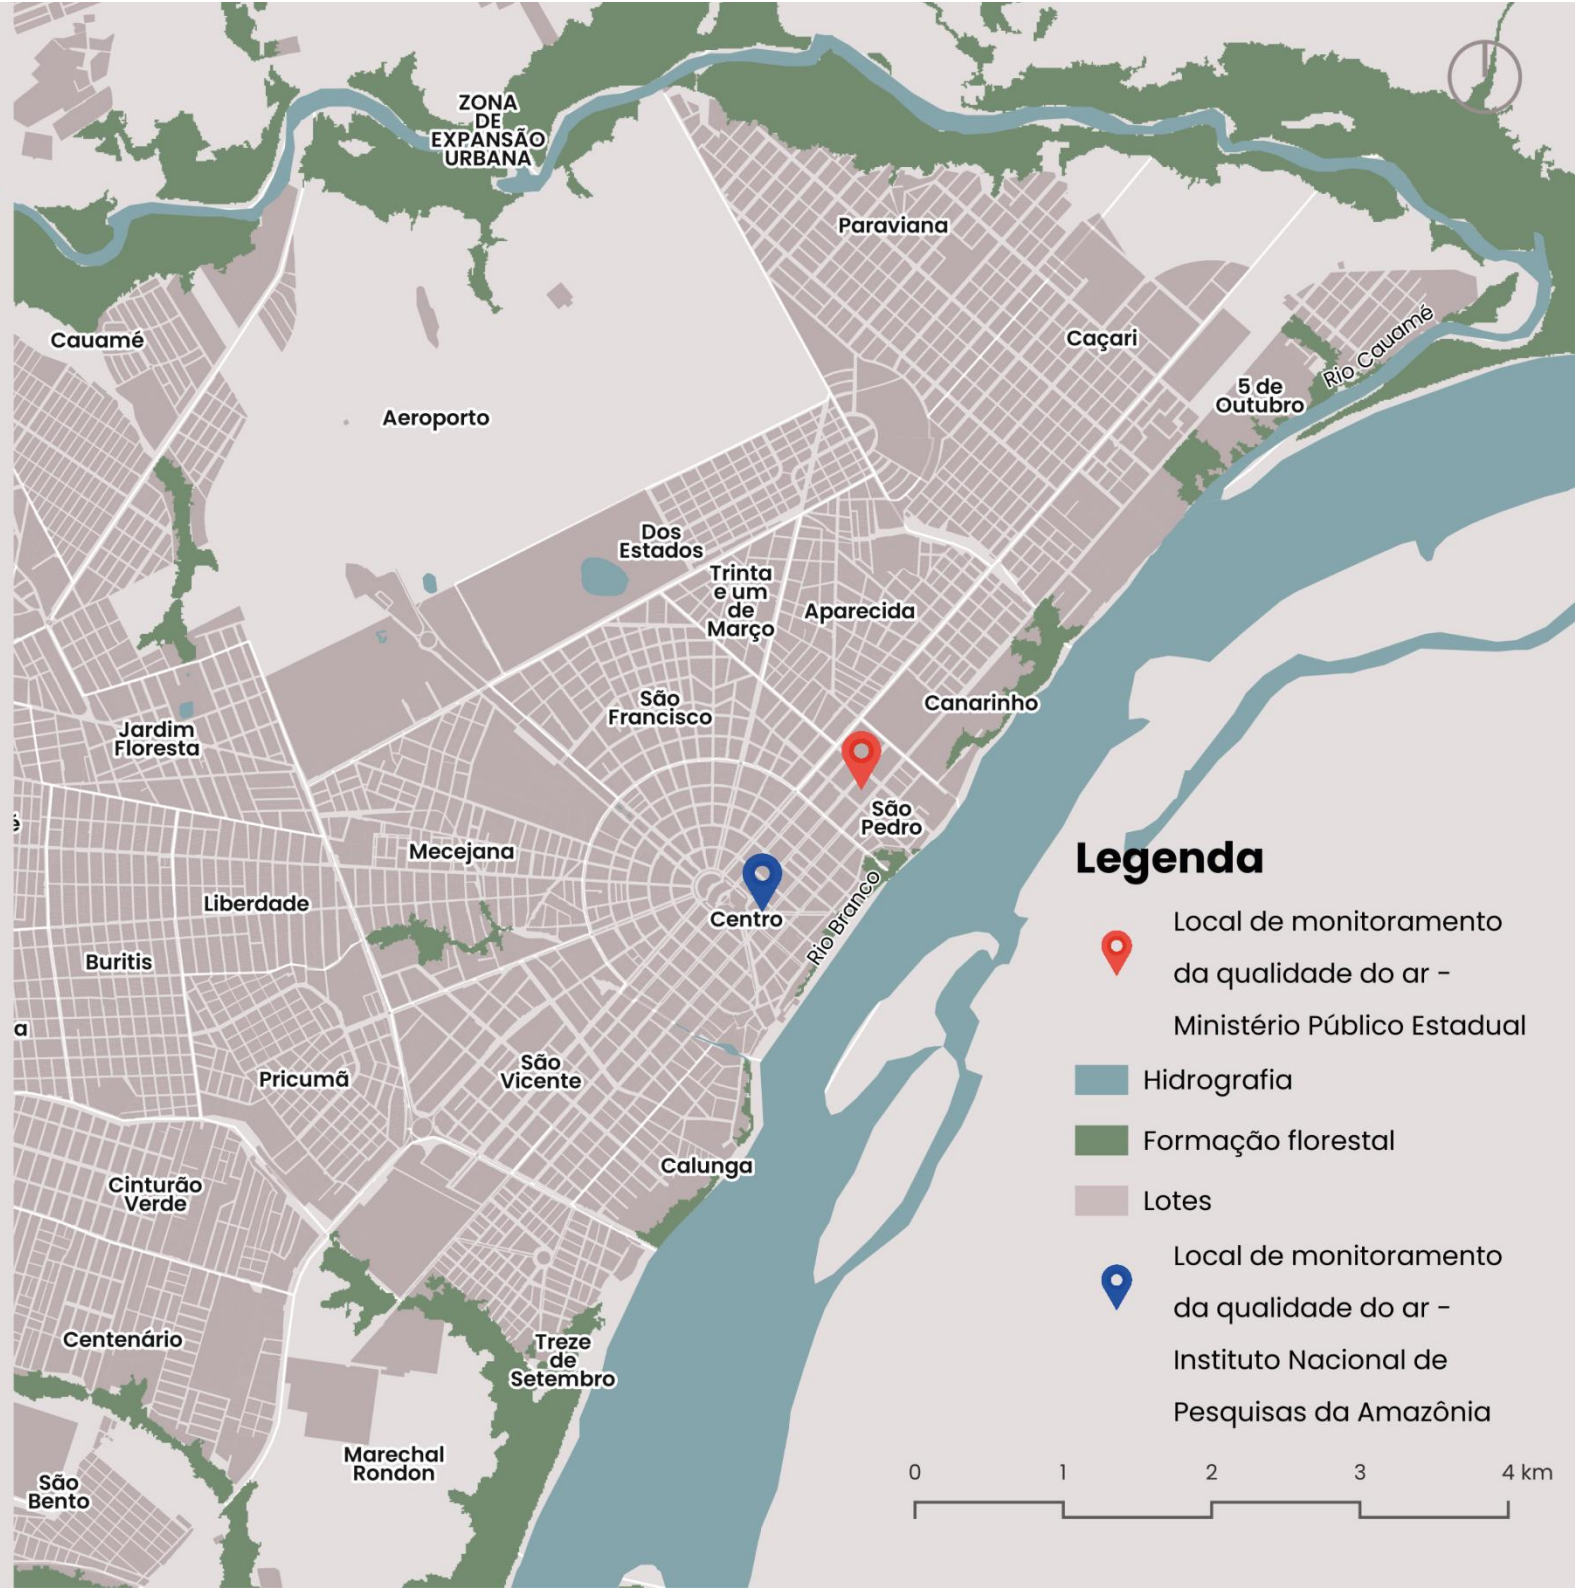 ZONA
DE
EXPANSÃO
URBANA
Paraviana
Cauamé
Caçari
Rio Cauamé
5 de
Outubro
Aeroporto
Dos
Estados
Trinta
e um
de
Março
Aparecida
São
Francisco
Canarinho
Jardim
Floresta
São
Pedro
é
Mecejana
Liberdade
Centro
Rio Branco
Buritis
a
São
Vicente
Pricumã
Calunga
Cinturão
Verde
Centenário
Treze
de
Setembro
Marechal
Rondon
São
Bento
Legenda
Local de monitoramento
da qualidade do ar -
Ministério Público Estadual
Hidrografia
Formação florestal
Lotes
Local de monitoramento
da qualidade do ar -
Instituto Nacional de
Pesquisas da Amazônia
0 1 2 3 4 km